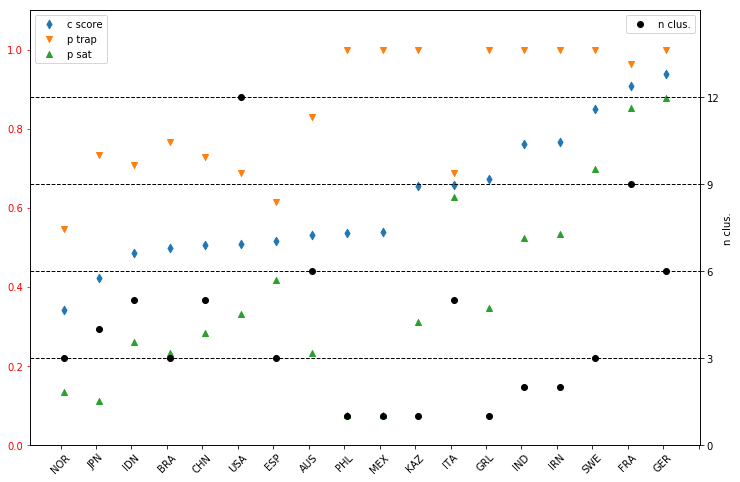 c score
p trap
p sat
n clus.
1.0
0.8
0.6
0.4
0.2
0.0
12
9
6
3
0
n clus.
NOR JPN IDN BRA CHN USA ESP AUS PHL MEX KAZ ITA GRL IND IRN SWE FRA GER